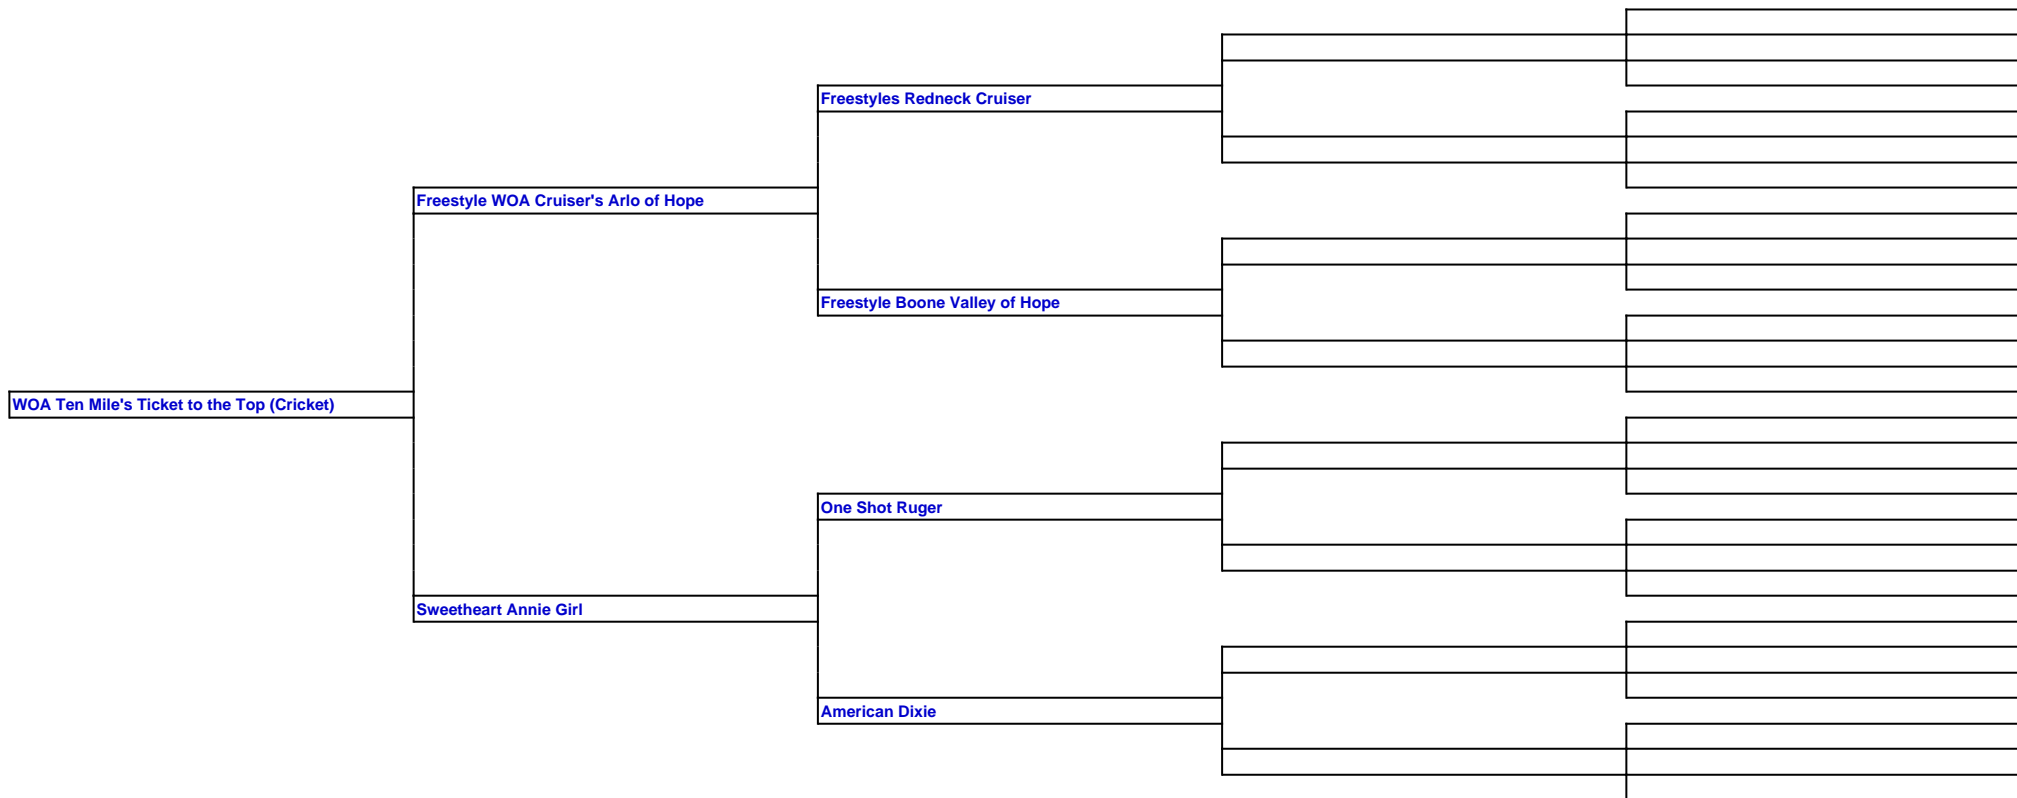 Freestyles Redneck Cruiser
Freestyle WOA Cruiser's Arlo of Hope
Freestyle Boone Valley of Hope
WOA Ten Mile's Ticket to the Top (Cricket)
One Shot Ruger
Sweetheart Annie Girl
American Dixie